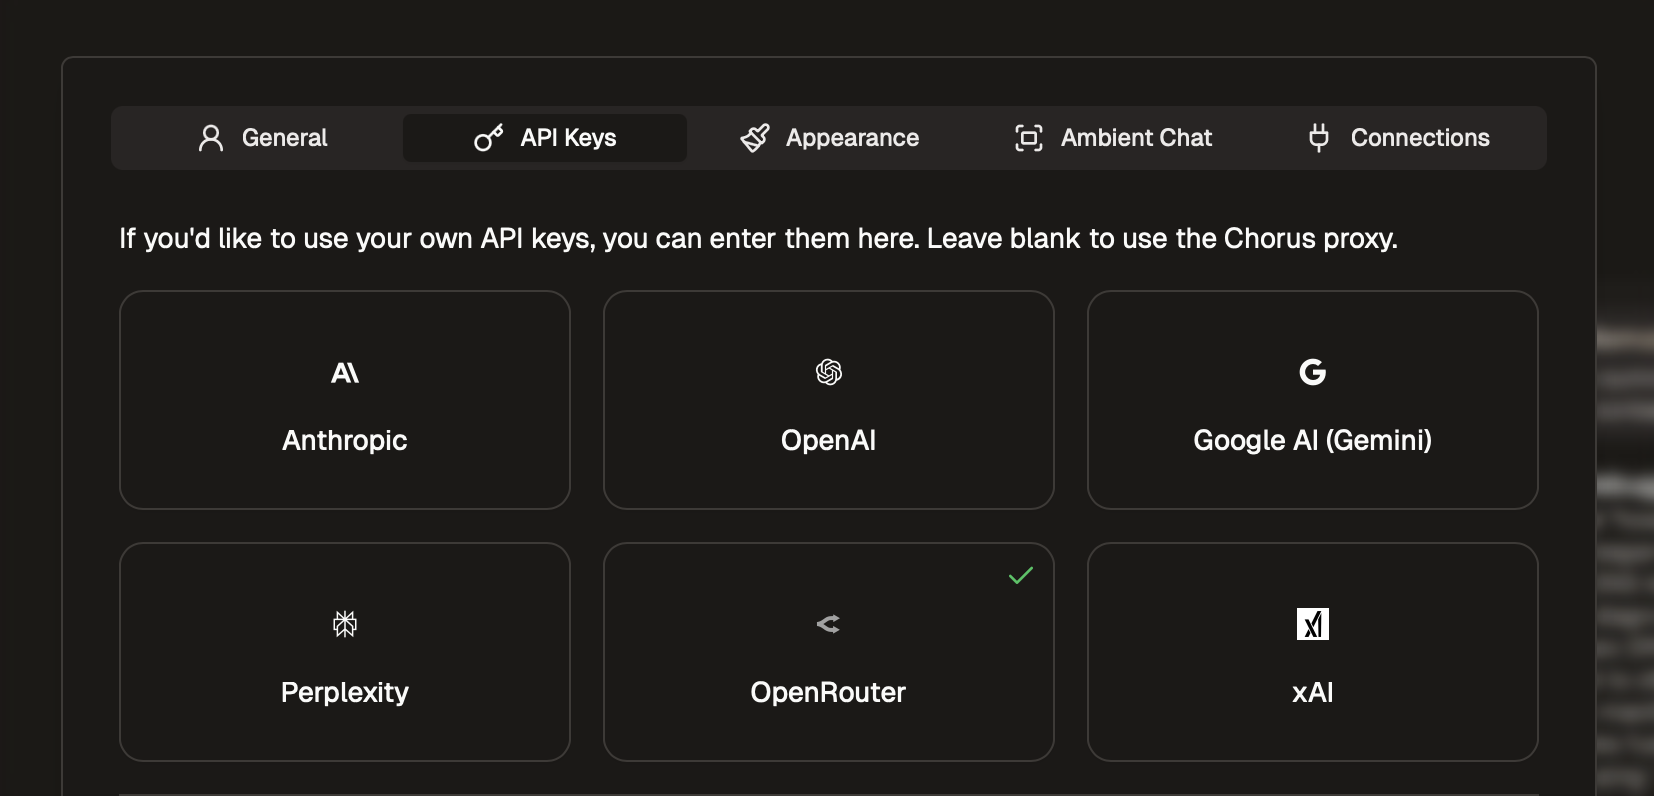 General
API Keys
Appearance
Ambient Chat
Connections
If you'd like to use your own API keys, you can enter them here. Leave blank to use the Chorus proxy.
Anthropic
OpenAI
Google AI (Gemini)
Perplexity
OpenRouter
xAI